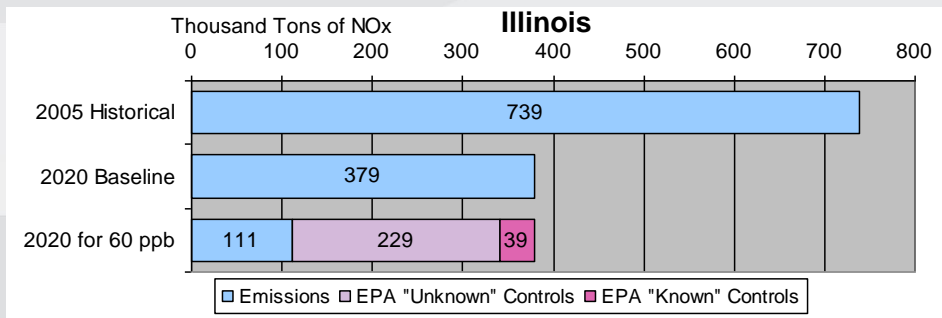 Illinois
Thousand Tons of NOx
0 100 200 300 400 500 600 700 800
2005 Historical 739
2020 Baseline 379
2020 for 60 ppb 111 229 39
Emissions EPA "Unknown" Controls EPA "Known" Controls